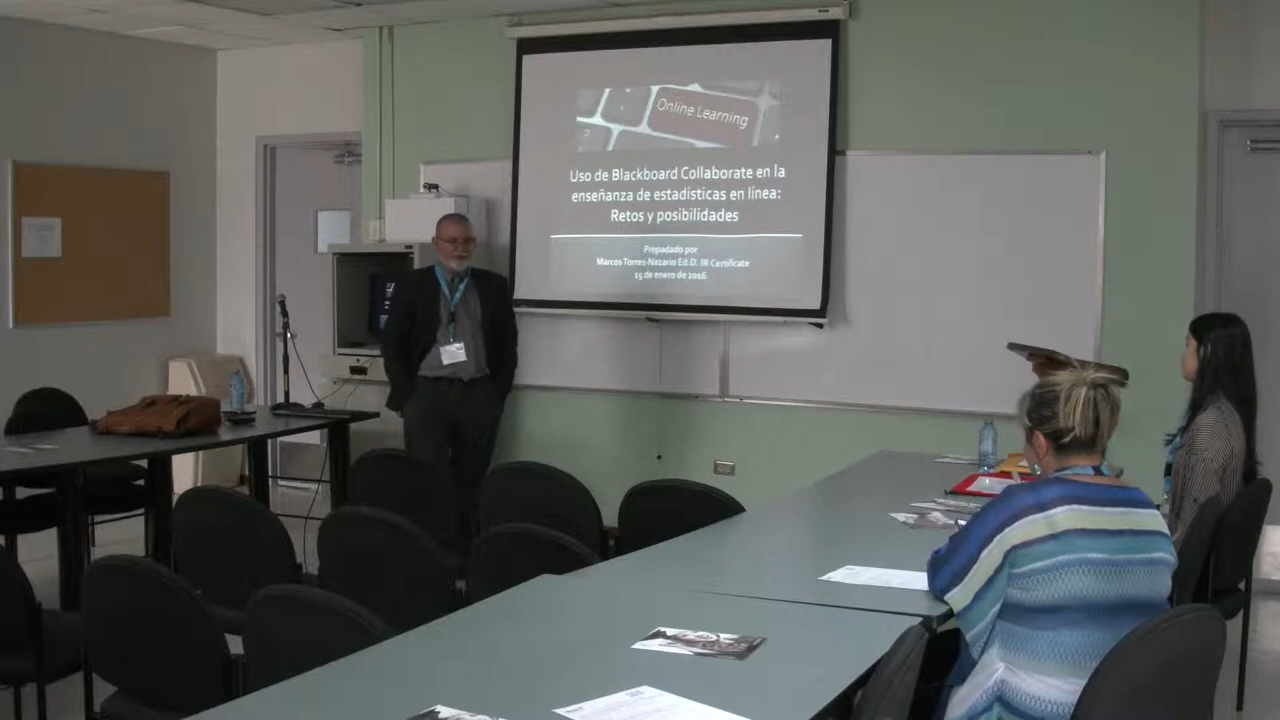 Online Learning
Uso de Blackboard Collaborate en la
enseñanza de estadísticas en línea:
Retos y posibilidades
Prepadado por
Marcos Torres-Nazario Ed.D. IR Certificate
15 de enero de 2016